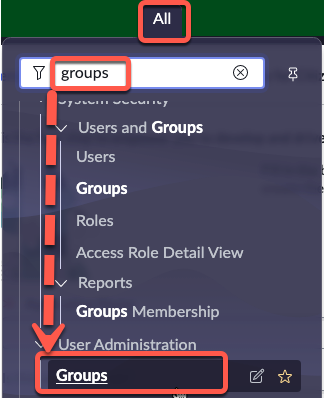 All
groups
System Security
Users and Groups
Users
Groups
Roles
Access Role Detail View
Reports
Groups Membership
User Administration
Groups